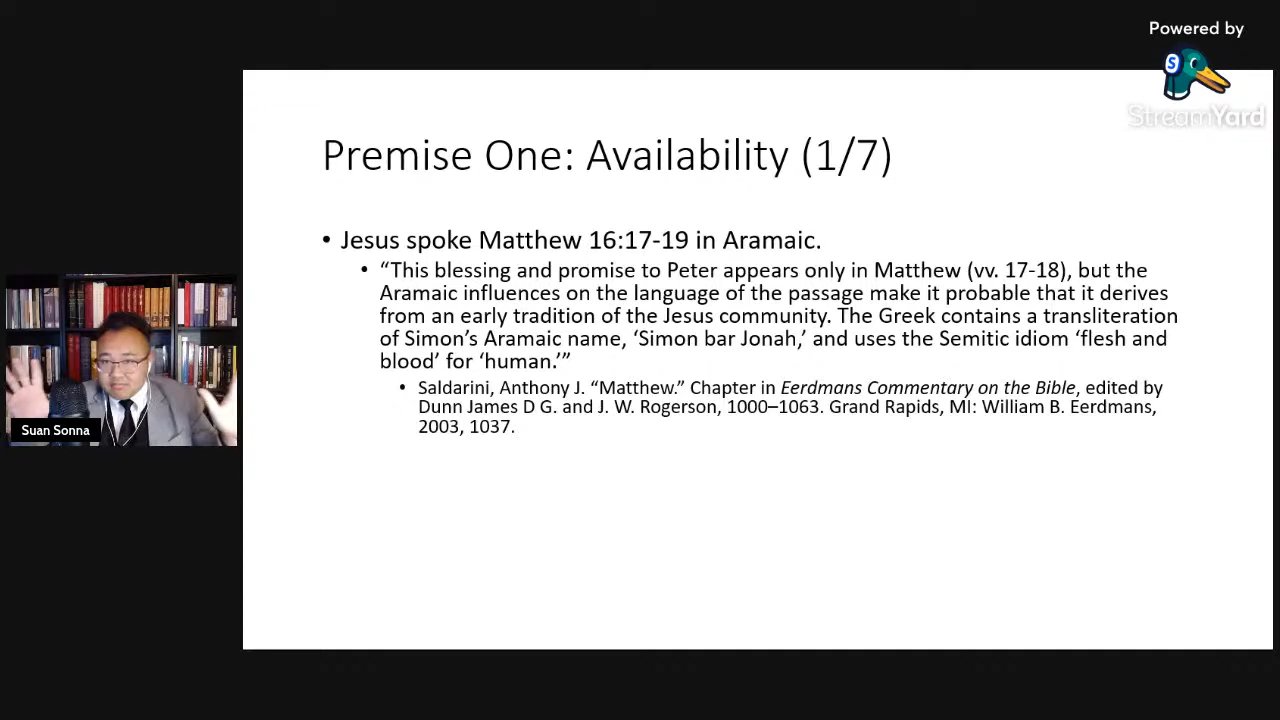 Powered by
StreamYard
Premise One: Availability (1/7)
• Jesus spoke Matthew 16:17-19 in Aramaic.
• “This blessing and promise to Peter appears only in Matthew (vv. 17-18), but the
Aramaic influences on the language of the passage make it probable that it derives
from an early tradition of the Jesus community. The Greek contains a transliteration
of Simon’s Aramaic name, ‘Simon bar Jonah,’ and uses the Semitic idiom ‘flesh and
blood’ for ‘human.’”
• Saldarini, Anthony J. “Matthew.” Chapter in Eerdmans Commentary on the Bible, edited by
Dunn James D G. and J. W. Rogerson, 1000–1063. Grand Rapids, MI: William B. Eerdmans,
2003, 1037.
Suan Sonna